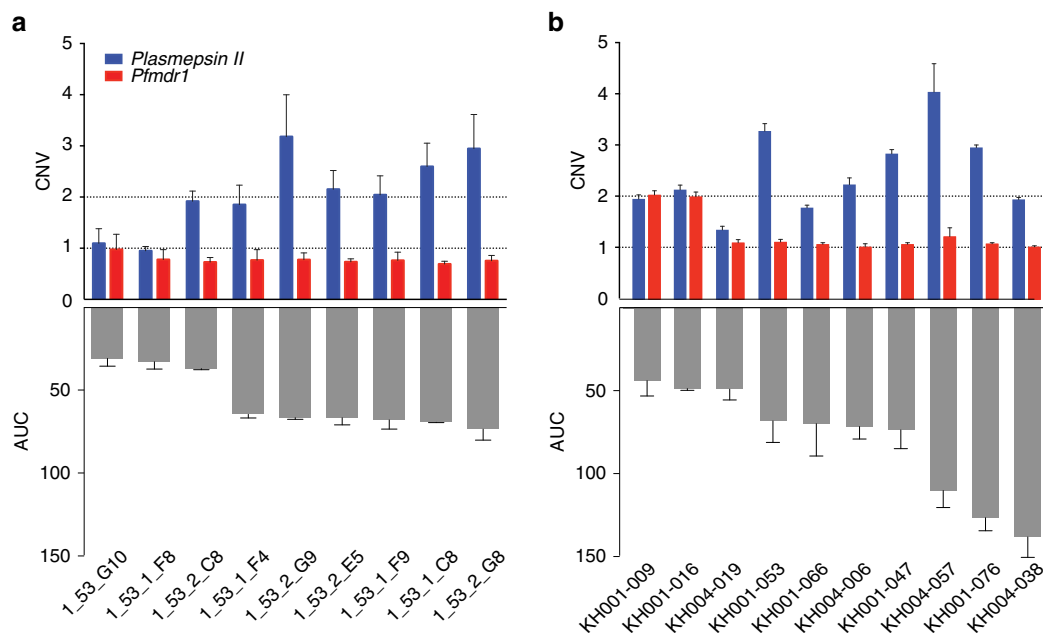 a
5
4
3
2
1
0
CNV
Plasmepsin II
Pfmdr1
50
100
150
AUC
1_53_G10
1_53_1_F8
1_53_2_C8
1_53_1_F4
1_53_2_G9
1_53_2_E5
1_53_1_F9
1_53_1_C8
1_53_2_G8
b
5
4
3
2
1
0
CNV
50
100
150
AUC
KH001-009
KH001-016
KH004-019
KH001-053
KH001-066
KH004-006
KH001-047
KH004-057
KH001-076
KH004-038